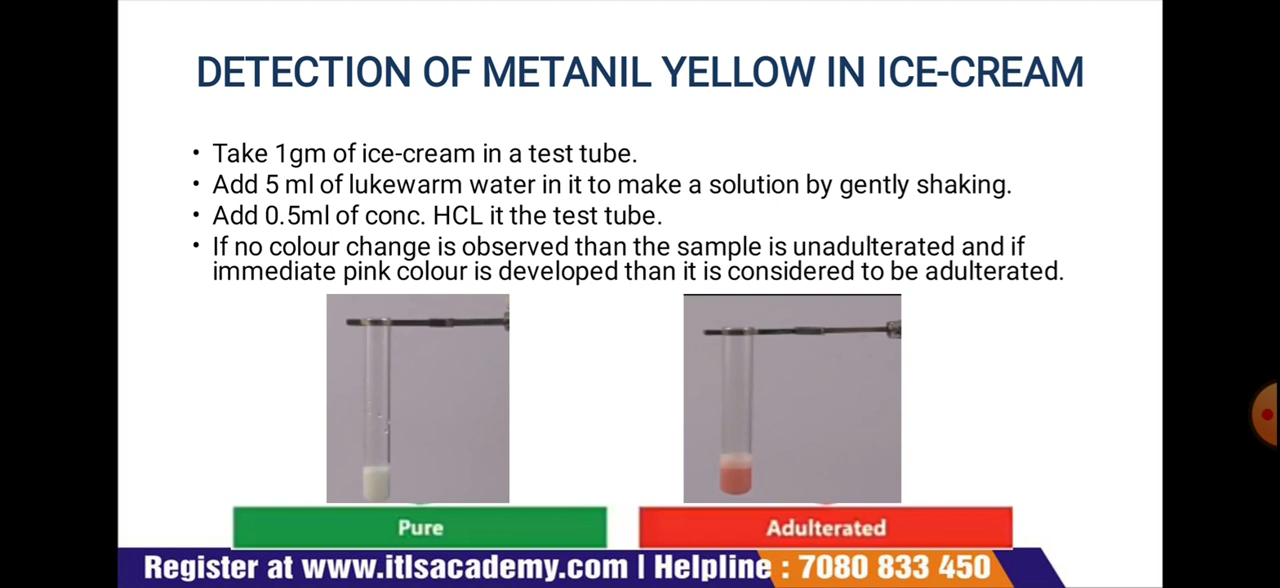 DETECTION OF METANIL YELLOW IN ICE-CREAM
• Take 1gm of ice-cream in a test tube.
• Add 5 ml of lukewarm water in it to make a solution by gently shaking.
• Add 0.5ml of conc. HCL it the test tube.
• If no colour change is observed than the sample is unadulterated and if
immediate pink colour is developed than it is considered to be adulterated.
Pure
Adulterated
Register at www.itlsacademy.com | Helpline : 7080 833 450